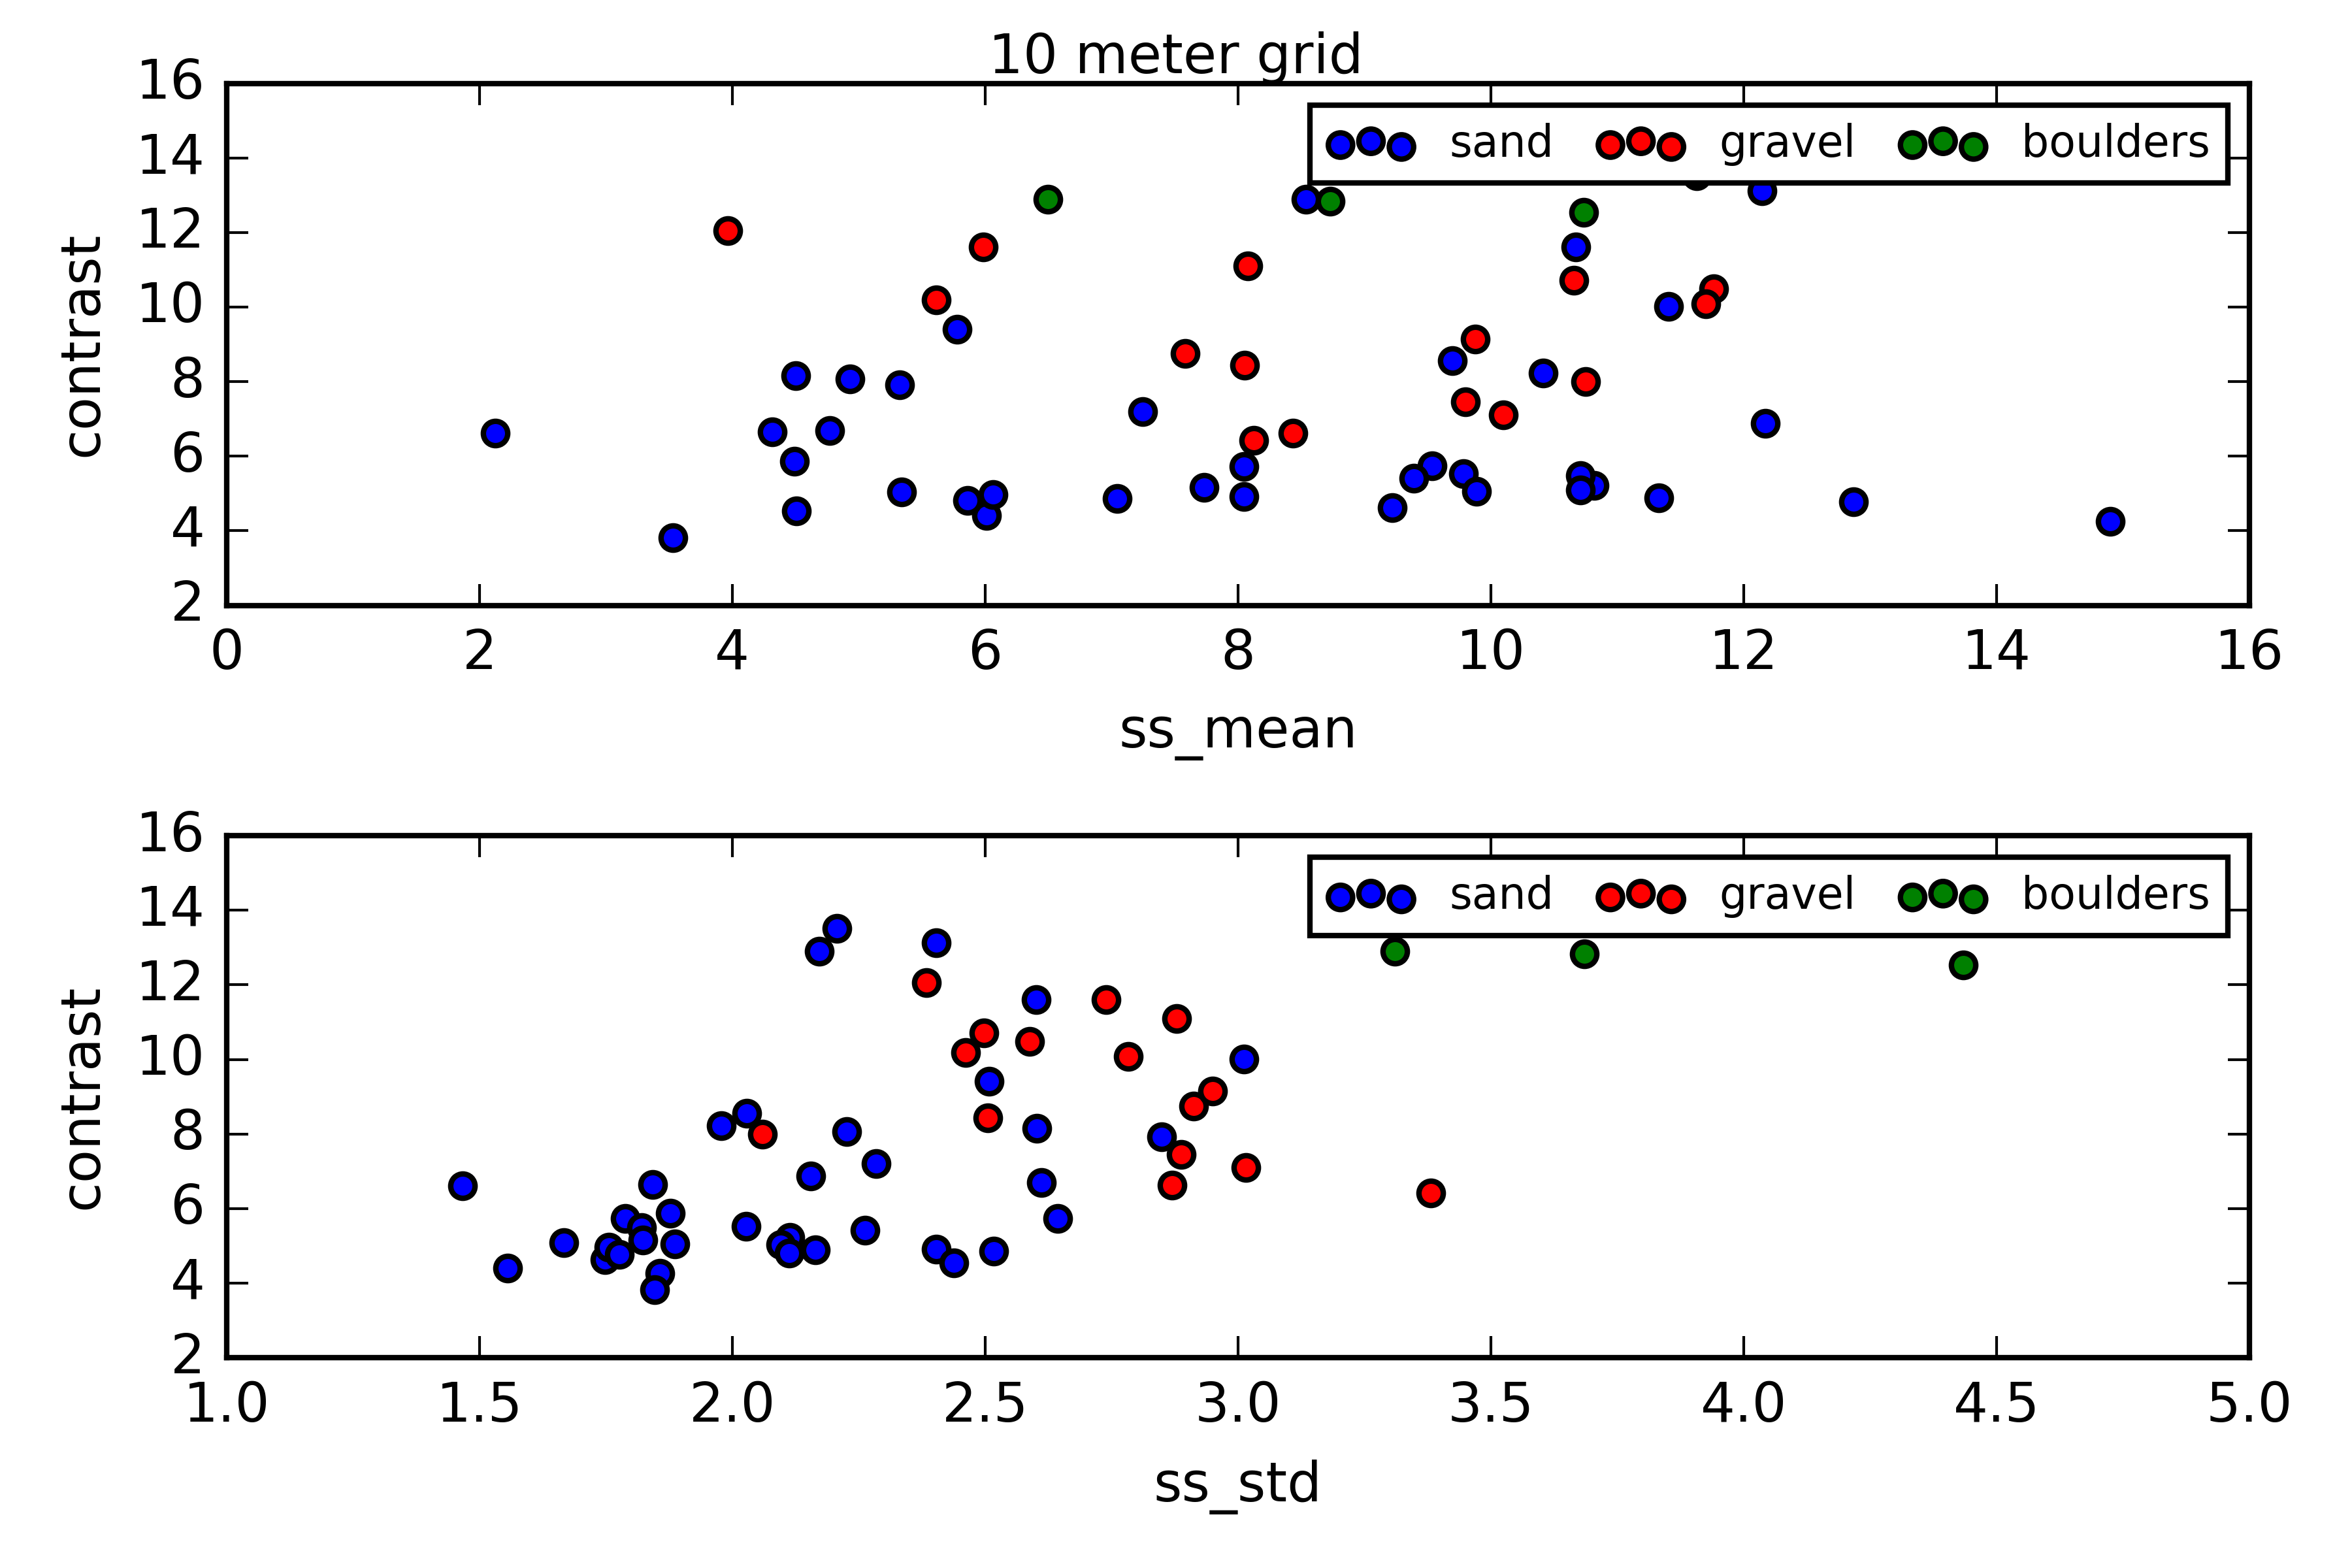 10 meter grid
16
14
12
10
8
6
4
2
contrast
sand gravel boulders
0 2 4 6 8 10 12 14 16
ss_mean
16
14
12
10
8
6
4
2
contrast
sand gravel boulders
1.0 1.5 2.0 2.5 3.0 3.5 4.0 4.5 5.0
ss_std